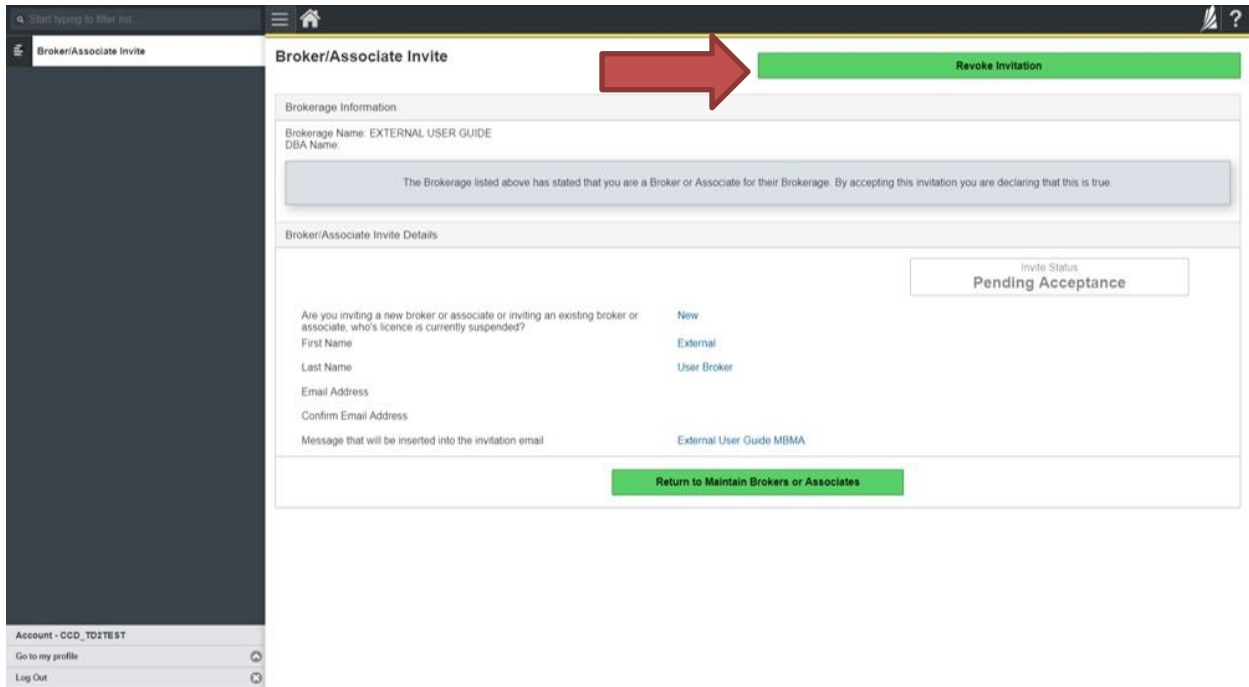 Start typing to filter list...
?
Broker/Associate Invite
Broker/Associate Invite
Revoke Invitation
Brokerage Information
Brokerage Name: EXTERNAL USER GUIDE
DBA Name:
The Brokerage listed above has stated that you are a Broker or Associate for their Brokerage. By accepting this invitation you are declaring that this is true.
Broker/Associate Invite Details
Invite Status
Pending Acceptance
Are you inviting a new broker or associate or inviting an existing broker or
associate, who's licence is currently suspended?
New
First Name
External
Last Name
User Broker
Email Address
Confirm Email Address
Message that will be inserted into the invitation email
External User Guide MBMA
Return to Maintain Brokers or Associates
Account - CCD_TD2TEST
Go to my profile
Log Out